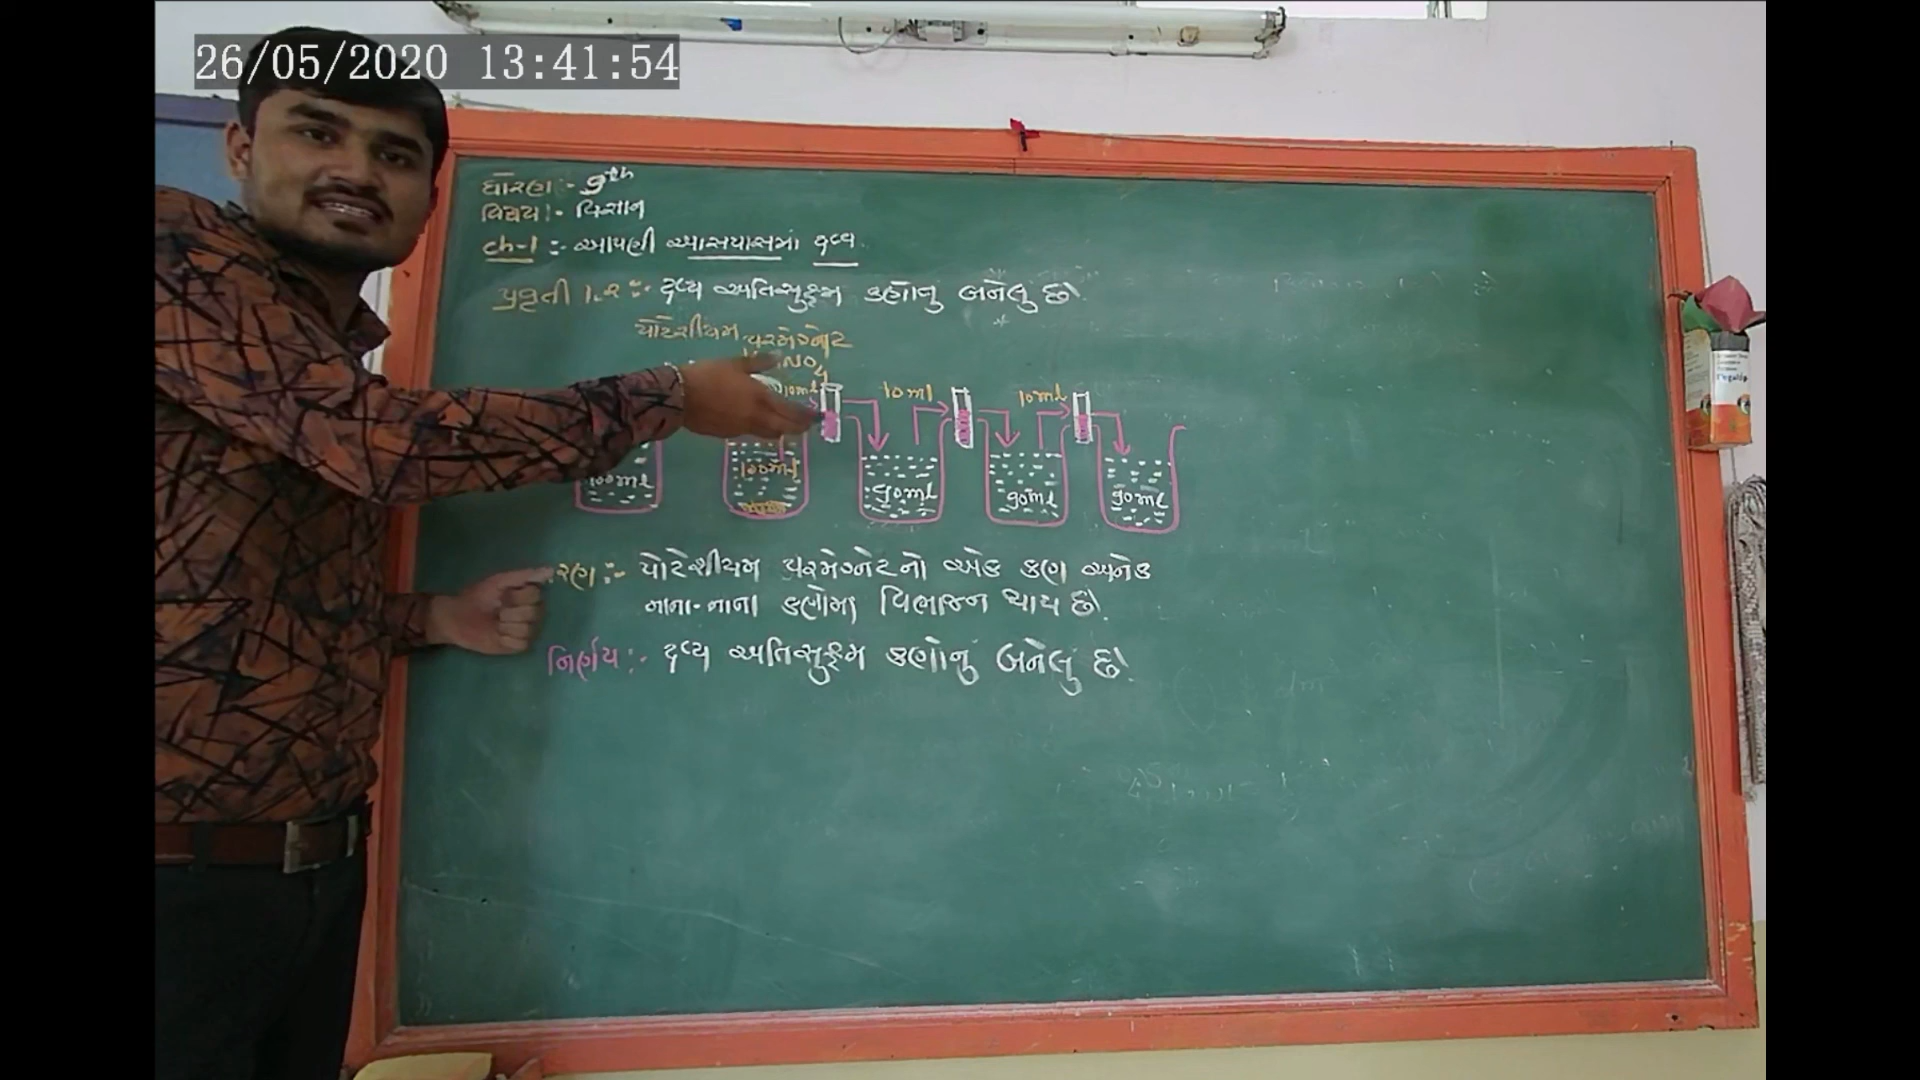 26/05/2020 13:41:54
ધોરણ :- 9th
વિષય :- વિજ્ઞાન
ch-1 :- આપણી આસપાસમાં દ્રવ્ય.
પ્રવૃતી 1.2 :- દ્રવ્ય અતિસુક્ષ્મ કણોનુ બનેલુ છે.
પોટેશીયમ પરમેગ્નેટ
10ml 10ml 10ml
100ml 100ml 90ml 90ml 90ml
પોટેશીયમ પરમેગ્નેટનો એક કણ અનેક
નાના-નાના કણોમાં વિભાજન થાય છે.
નિર્ણય :- દ્રવ્ય અતિસુક્ષ્મ કણોનું બનેલું છે.